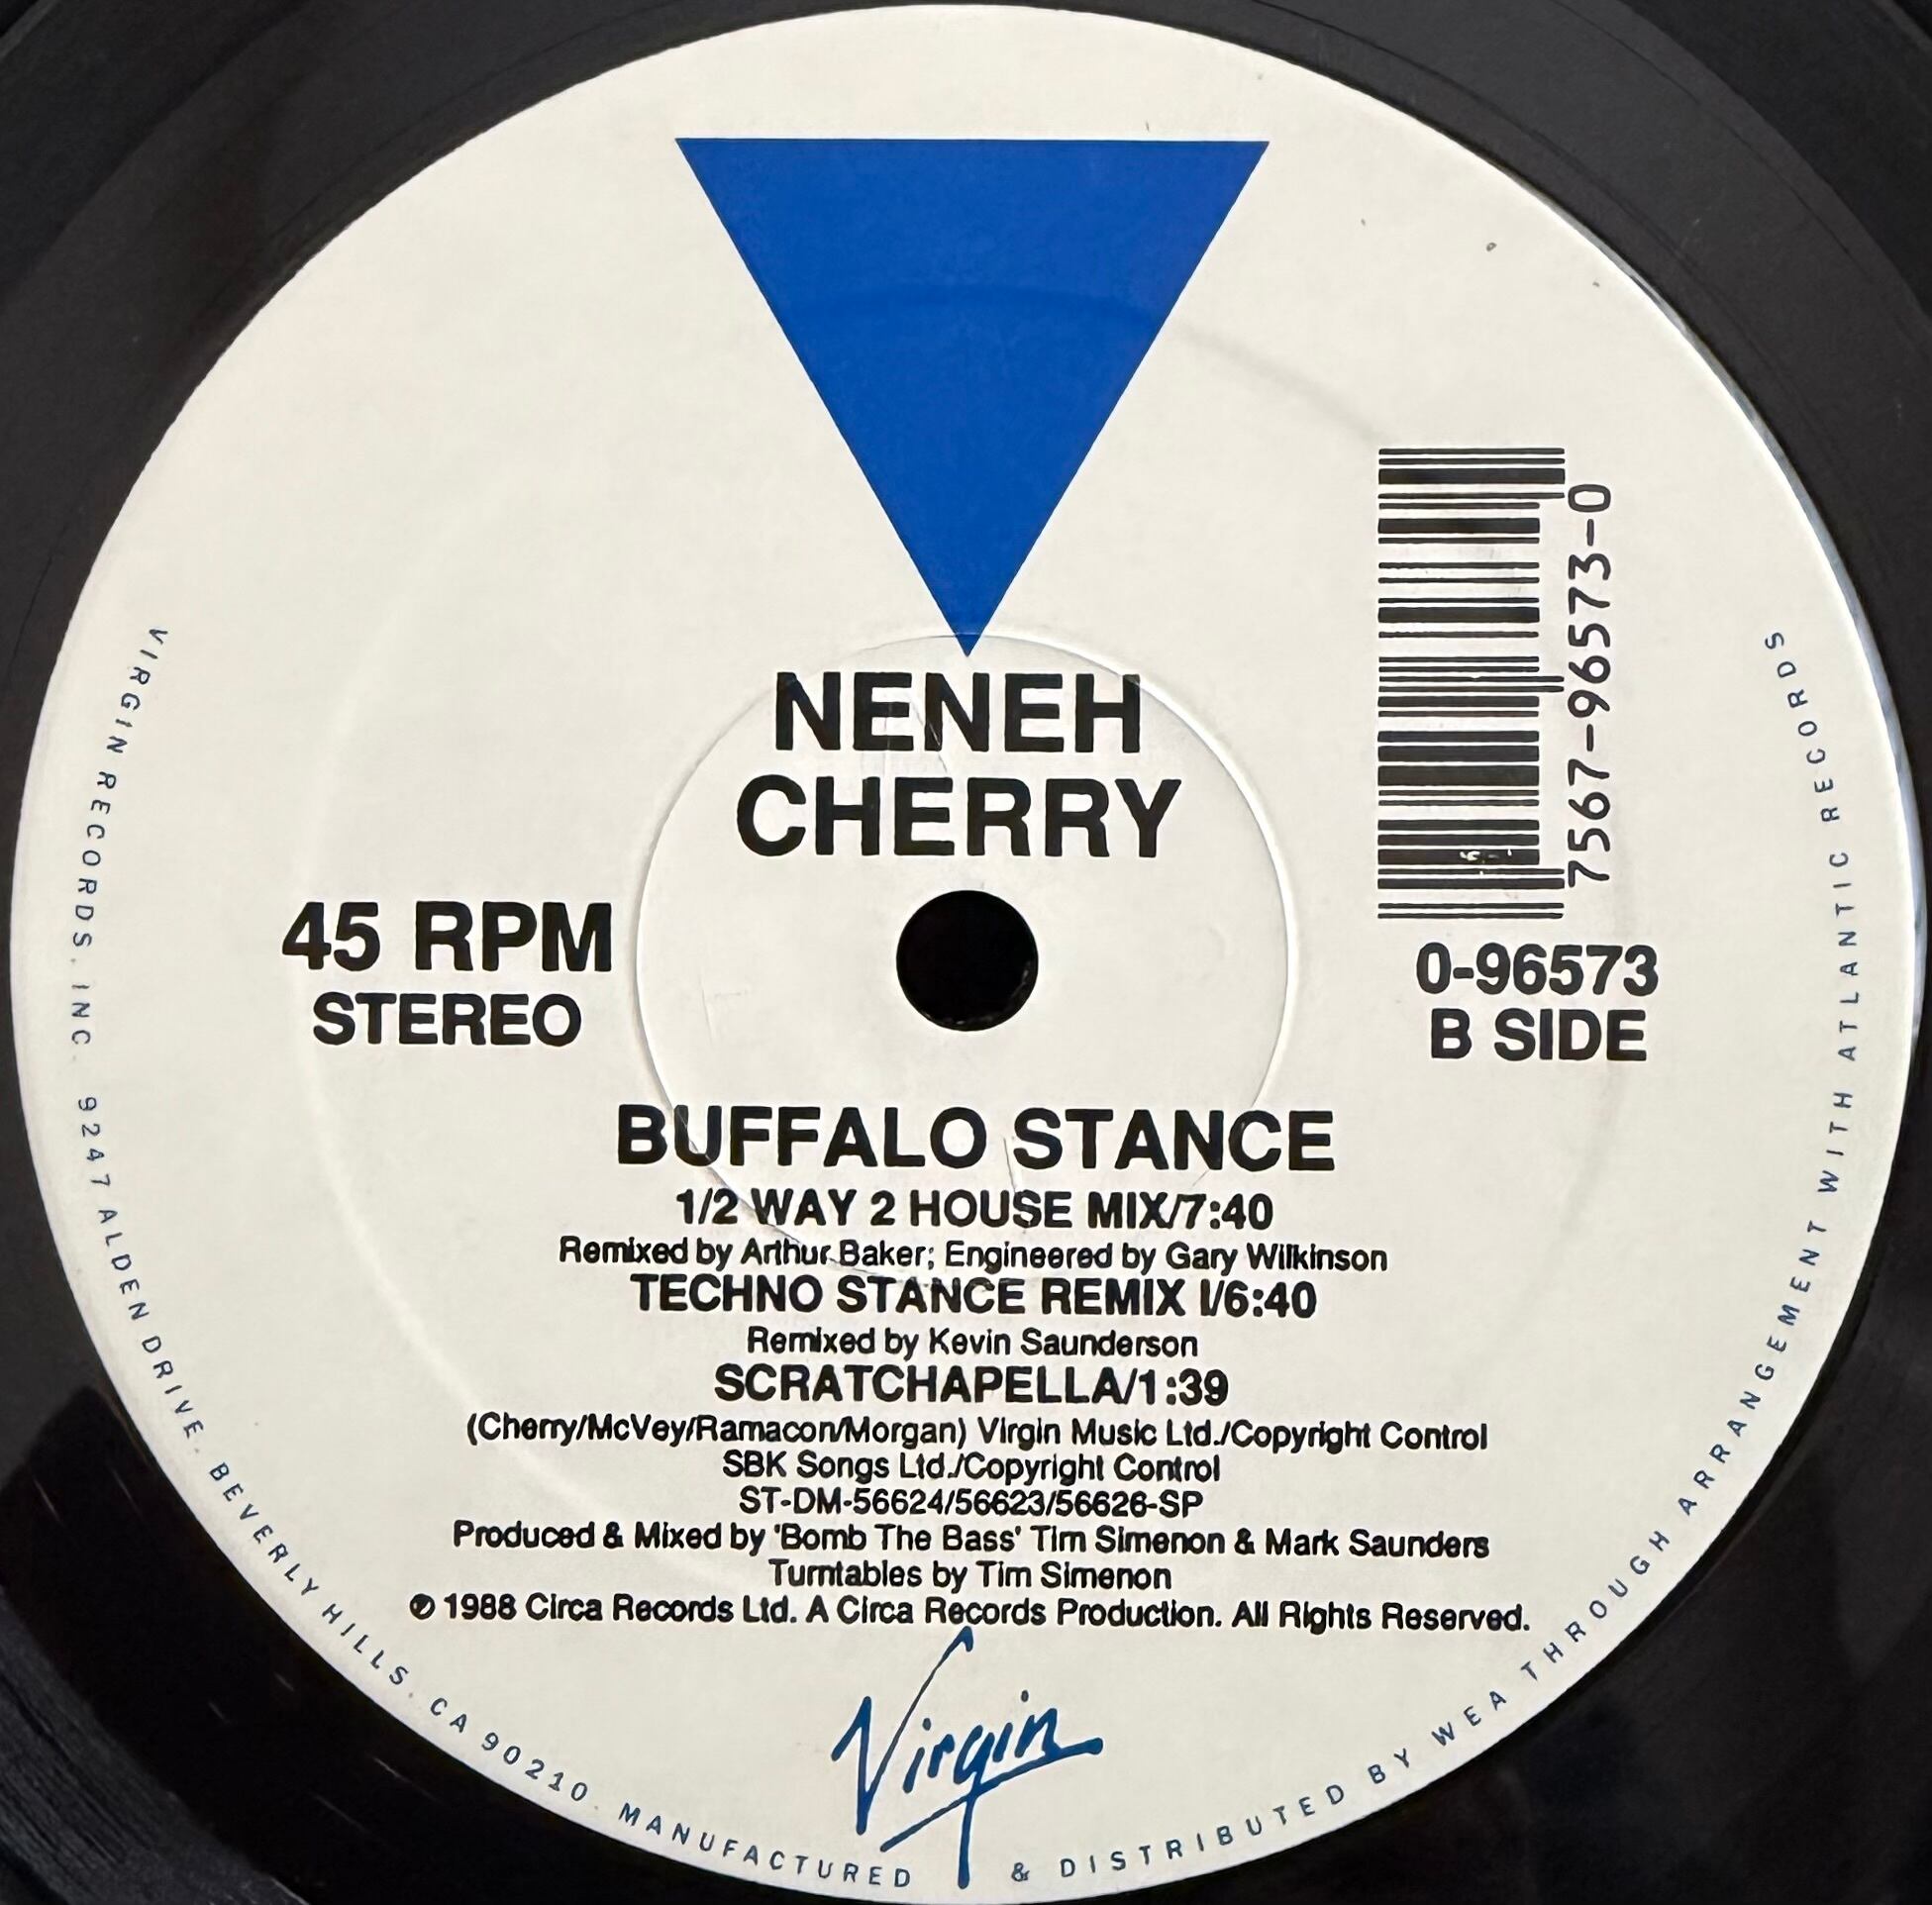 NENEH
CHERRY
7567-96573-0
45 RPM
STEREO
0-96573
B SIDE
BUFFALO STANCE
1/2 WAY 2 HOUSE MIX/7:40
Remixed by Arthur Baker; Engineered by Gary Wilkinson
TECHNO STANCE REMIX I/6:40
Remixed by Kevin Saunderson
SCRATCHAPELLA/1:39
(Cherry/McVey/Ramacon/Morgan) Virgin Music Ltd./Copyright Control
SBK Songs Ltd./Copyright Control
ST-DM-56624/56623/56626-SP
Produced & Mixed by 'Bomb The Bass' Tim Simenon & Mark Saunders
Turntables by Tim Simenon
℗ 1988 Circa Records Ltd. A Circa Records Production. All Rights Reserved.
Virgin
VIRGIN RECORDS, INC. 9247 ALDEN DRIVE. BEVERLY HILLS. CA 90210. MANUFACTURED & DISTRIBUTED BY WEA THROUGH ARRANGEMENT WITH ATLANTIC RECORDS